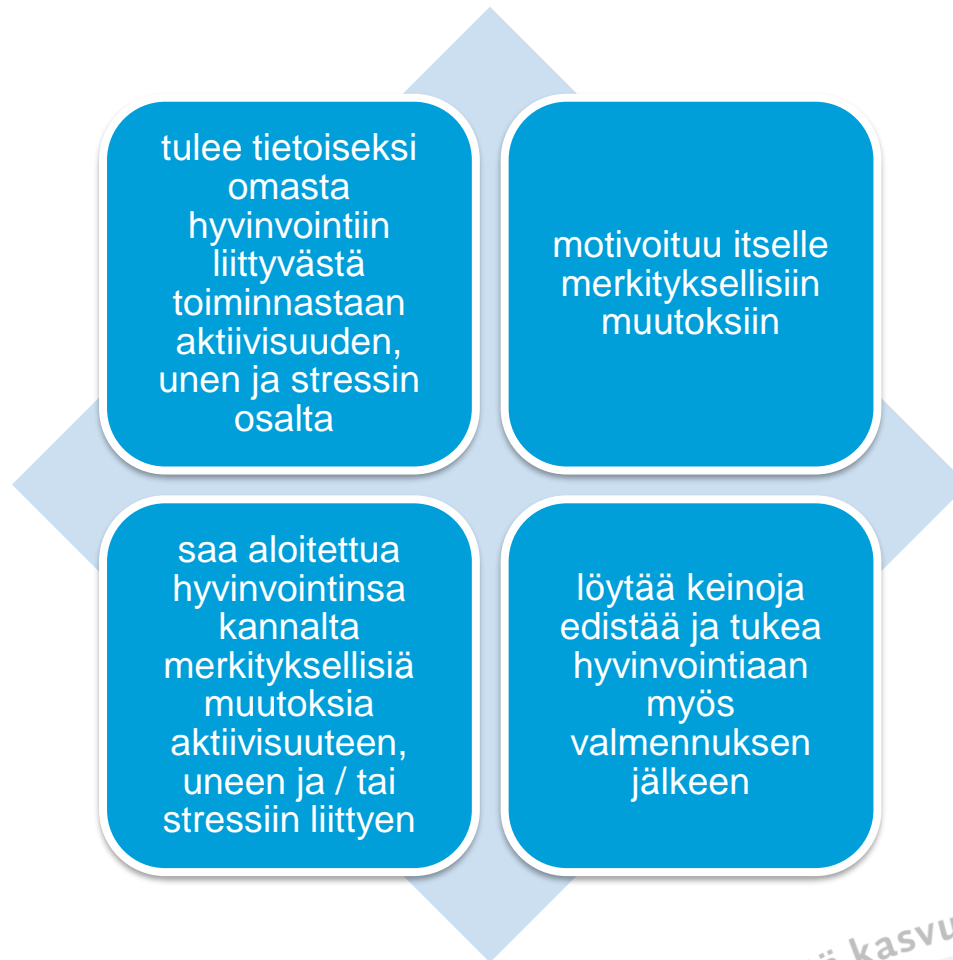 tulee tietoiseksi
omasta
hyvinvointiin
liittyvästä
toiminnastaan
aktiivisuuden,
unen ja stressin
osalta
motivoituu itselle
merkityksellisiin
muutoksiin
saa aloitettua
hyvinvointinsa
kannalta
merkityksellisiä
muutoksia
aktiivisuuteen,
uneen ja / tai
stressiin liittyen
löytää keinoja
edistää ja tukea
hyvinvointiaan
myös
valmennuksen
jälkeen